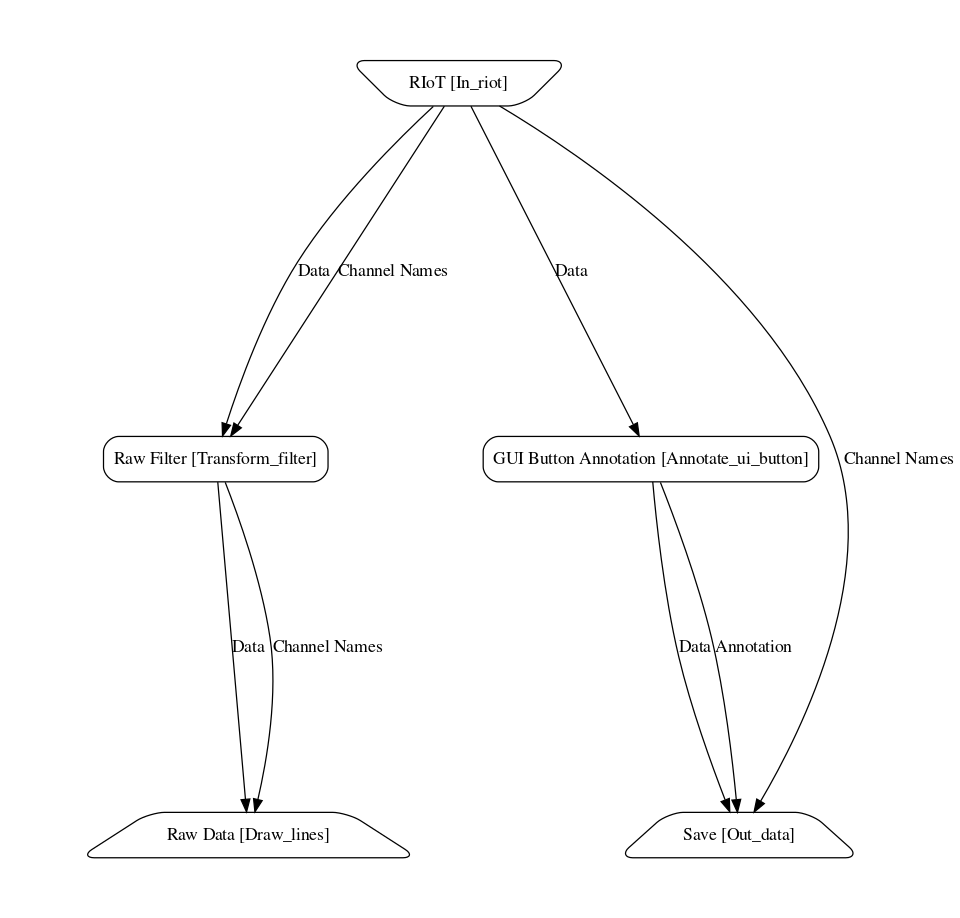 RIoT [In_riot]
Data
Channel Names
Data
Raw Filter [Transform_filter]
GUI Button Annotation [Annotate_ui_button]
Channel Names
Data
Channel Names
Data
Annotation
Raw Data [Draw_lines]
Save [Out_data]